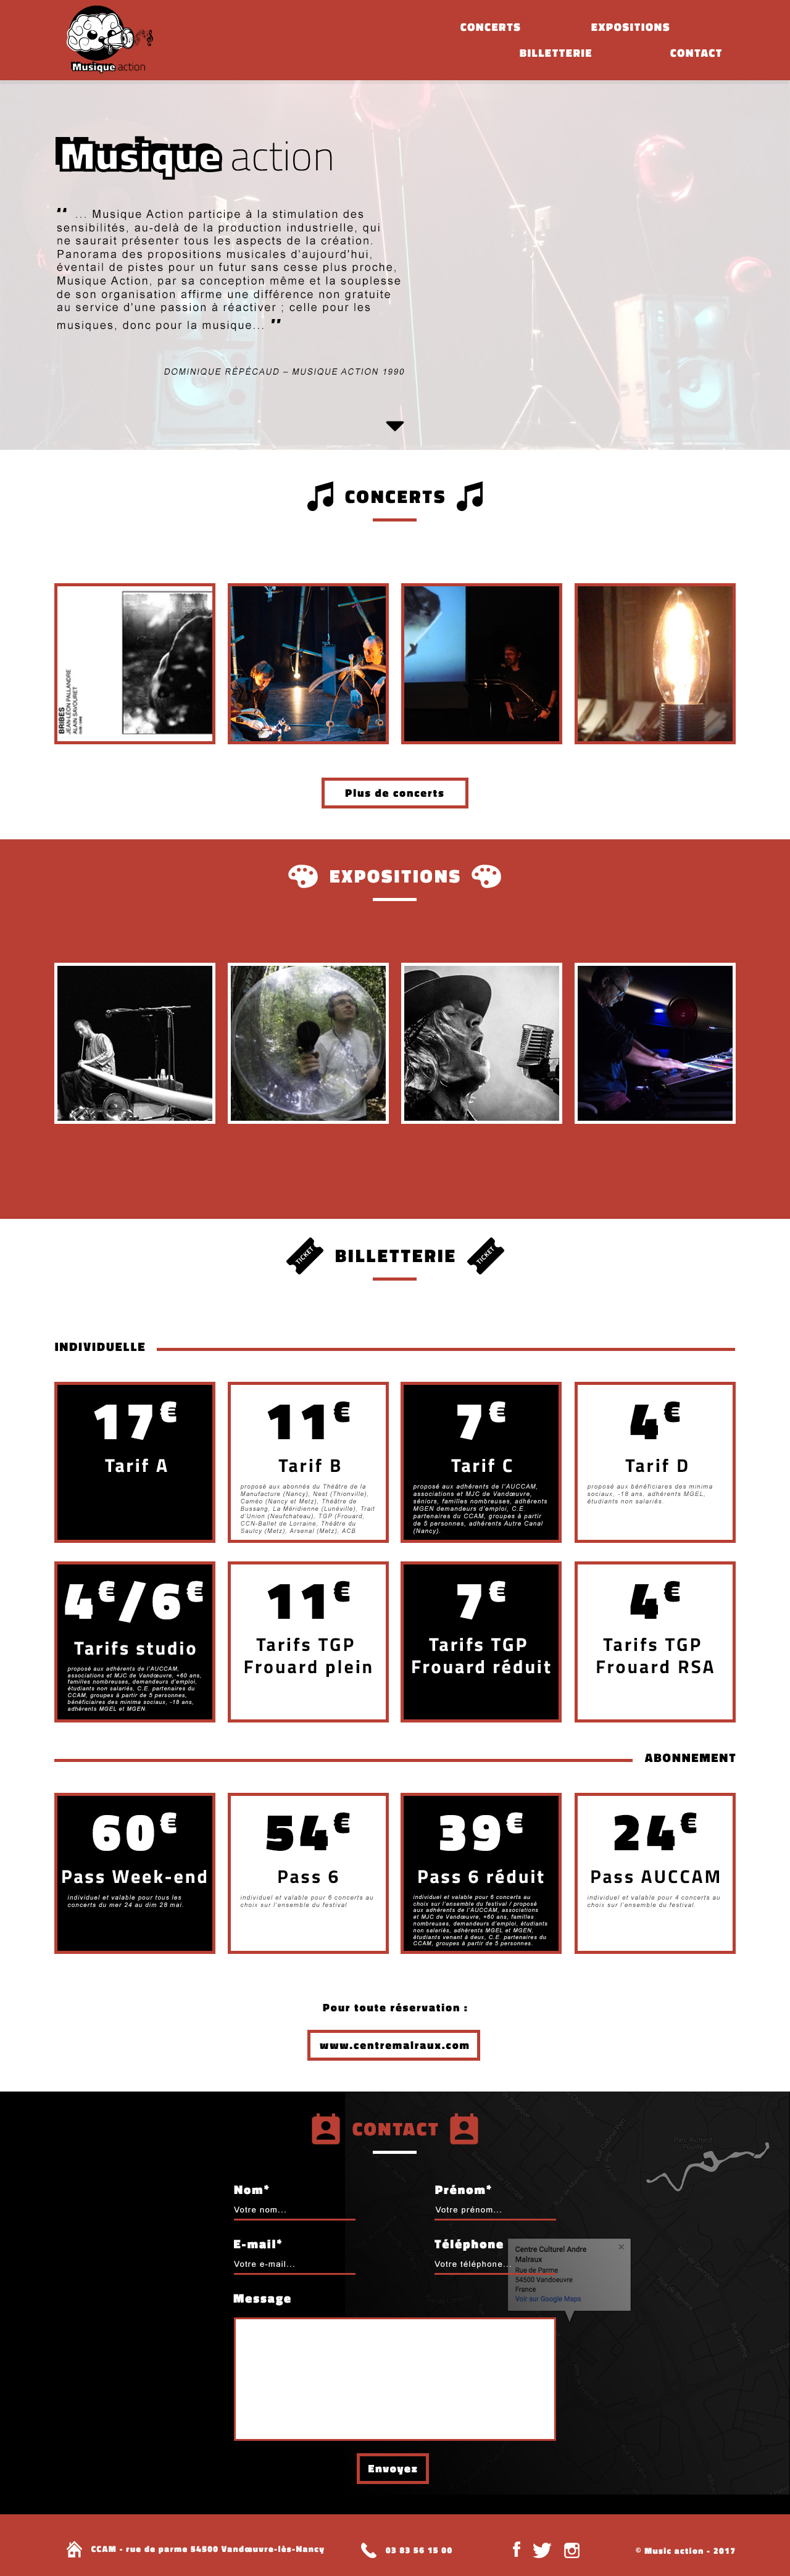 Musique action
CONCERTS
EXPOSITIONS
BILLETTERIE
CONTACT
Musique action
" ... Musique Action participe à la stimulation des
sensibilités, au-delà de la production industrielle, qui
ne saurait présenter tous les aspects de la création.
Panorama des propositions musicales d'aujourd'hui,
éventail de pistes pour un futur sans cesse plus proche,
Musique Action, par sa conception même et la souplesse
de son organisation affirme une différence non gratuite
au service d'une passion à réactiver ; celle pour les
musiques, donc pour la musique... "
DOMINIQUE RÉPÉCAUD – MUSIQUE ACTION 1990
CONCERTS
BRIBES
JEAN-LÉON PALLANDRE
ALAIN SAVOURET
Plus de concerts
EXPOSITIONS
TICKET
BILLETTERIE
TICKET
INDIVIDUELLE
17€
Tarif A
11€
Tarif B
proposé aux abonnés du Théâtre de la
Manufacture (Nancy), Nest (Thionville),
Caméo (Nancy et Metz), Théâtre de
Bussang, La Méridienne (Lunéville), Trait
d'Union (Neufchateau), TGP (Frouard,
CCN-Ballet de Lorraine, Théâtre du
Saulcy (Metz), Arsenal (Metz), ACB
7€
Tarif C
proposé aux adhérents de l'AUCCAM,
associations et MJC de Vandœuvre,
séniors, familles nombreuses, adhérents
MGEN demandeurs d'emploi, C.E.
partenaires du CCAM, groupes à partir
de 5 personnes, adhérents Autre Canal
(Nancy).
4€
Tarif D
proposé aux bénéficiares des minima
sociaux, -18 ans, adhérents MGEL,
étudiants non salariés.
4€/6€
Tarifs studio
proposé aux adhérents de l'AUCCAM,
associations et MJC de Vandœuvre, +60 ans,
familles nombreuses, demandeurs d'emploi,
étudiants non salariés, C.E. partenaires du
CCAM, groupes à partir de 5 personnes,
bénéficiaires des minima sociaux, -18 ans,
adhérents MGEL et MGEN.
11€
Tarifs TGP
Frouard plein
7€
Tarifs TGP
Frouard réduit
4€
Tarifs TGP
Frouard RSA
ABONNEMENT
60€
Pass Week-end
individuel et valable pour tous les
concerts du mer 24 au dim 28 mai.
54€
Pass 6
individuel et valable pour 6 concerts au
choix sur l'ensemble du festival
39€
Pass 6 réduit
individuel et valable pour 6 concerts au
choix sur l'ensemble du festival / proposé
aux adhérents de l'AUCCAM, associations
et MJC de Vandœuvre, +60 ans, familles
nombreuses, demandeurs d'emploi, étudiants
non salariés, adhérents MGEL et MGEN,
étudiants venant à deux, C.E. partenaires du
CCAM, groupes à partir de 5 personnes.
24€
Pass AUCCAM
individuel et valable pour 4 concerts au
choix sur l'ensemble du festival.
Pour toute réservation :
www.centremalraux.com
CONTACT
Nom*
Votre nom...
Prénom*
Votre prénom...
E-mail*
Votre e-mail...
Téléphone
Votre téléphone...
Centre Culturel Andre
Malraux
Rue de Parme
54500 Vandoeuvre
France
Voir sur Google Maps
Message
Envoyez
CCAM - rue de parme 54500 Vandœuvre-lès-Nancy
03 83 56 15 00
© Music action - 2017